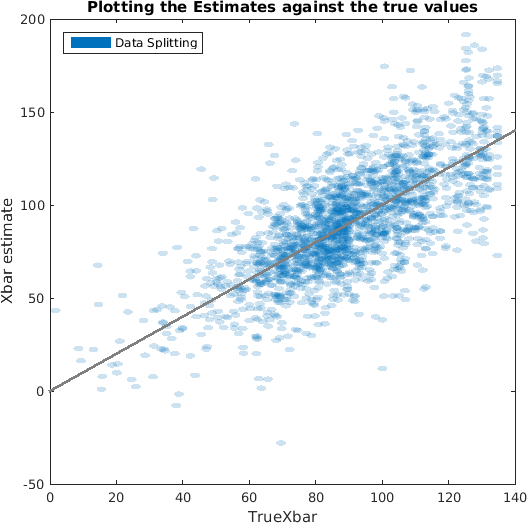 Plotting the Estimates against the true values
Data Splitting
Xbar estimate
200
150
100
50
0
-50
0 20 40 60 80 100 120 140
TrueXbar